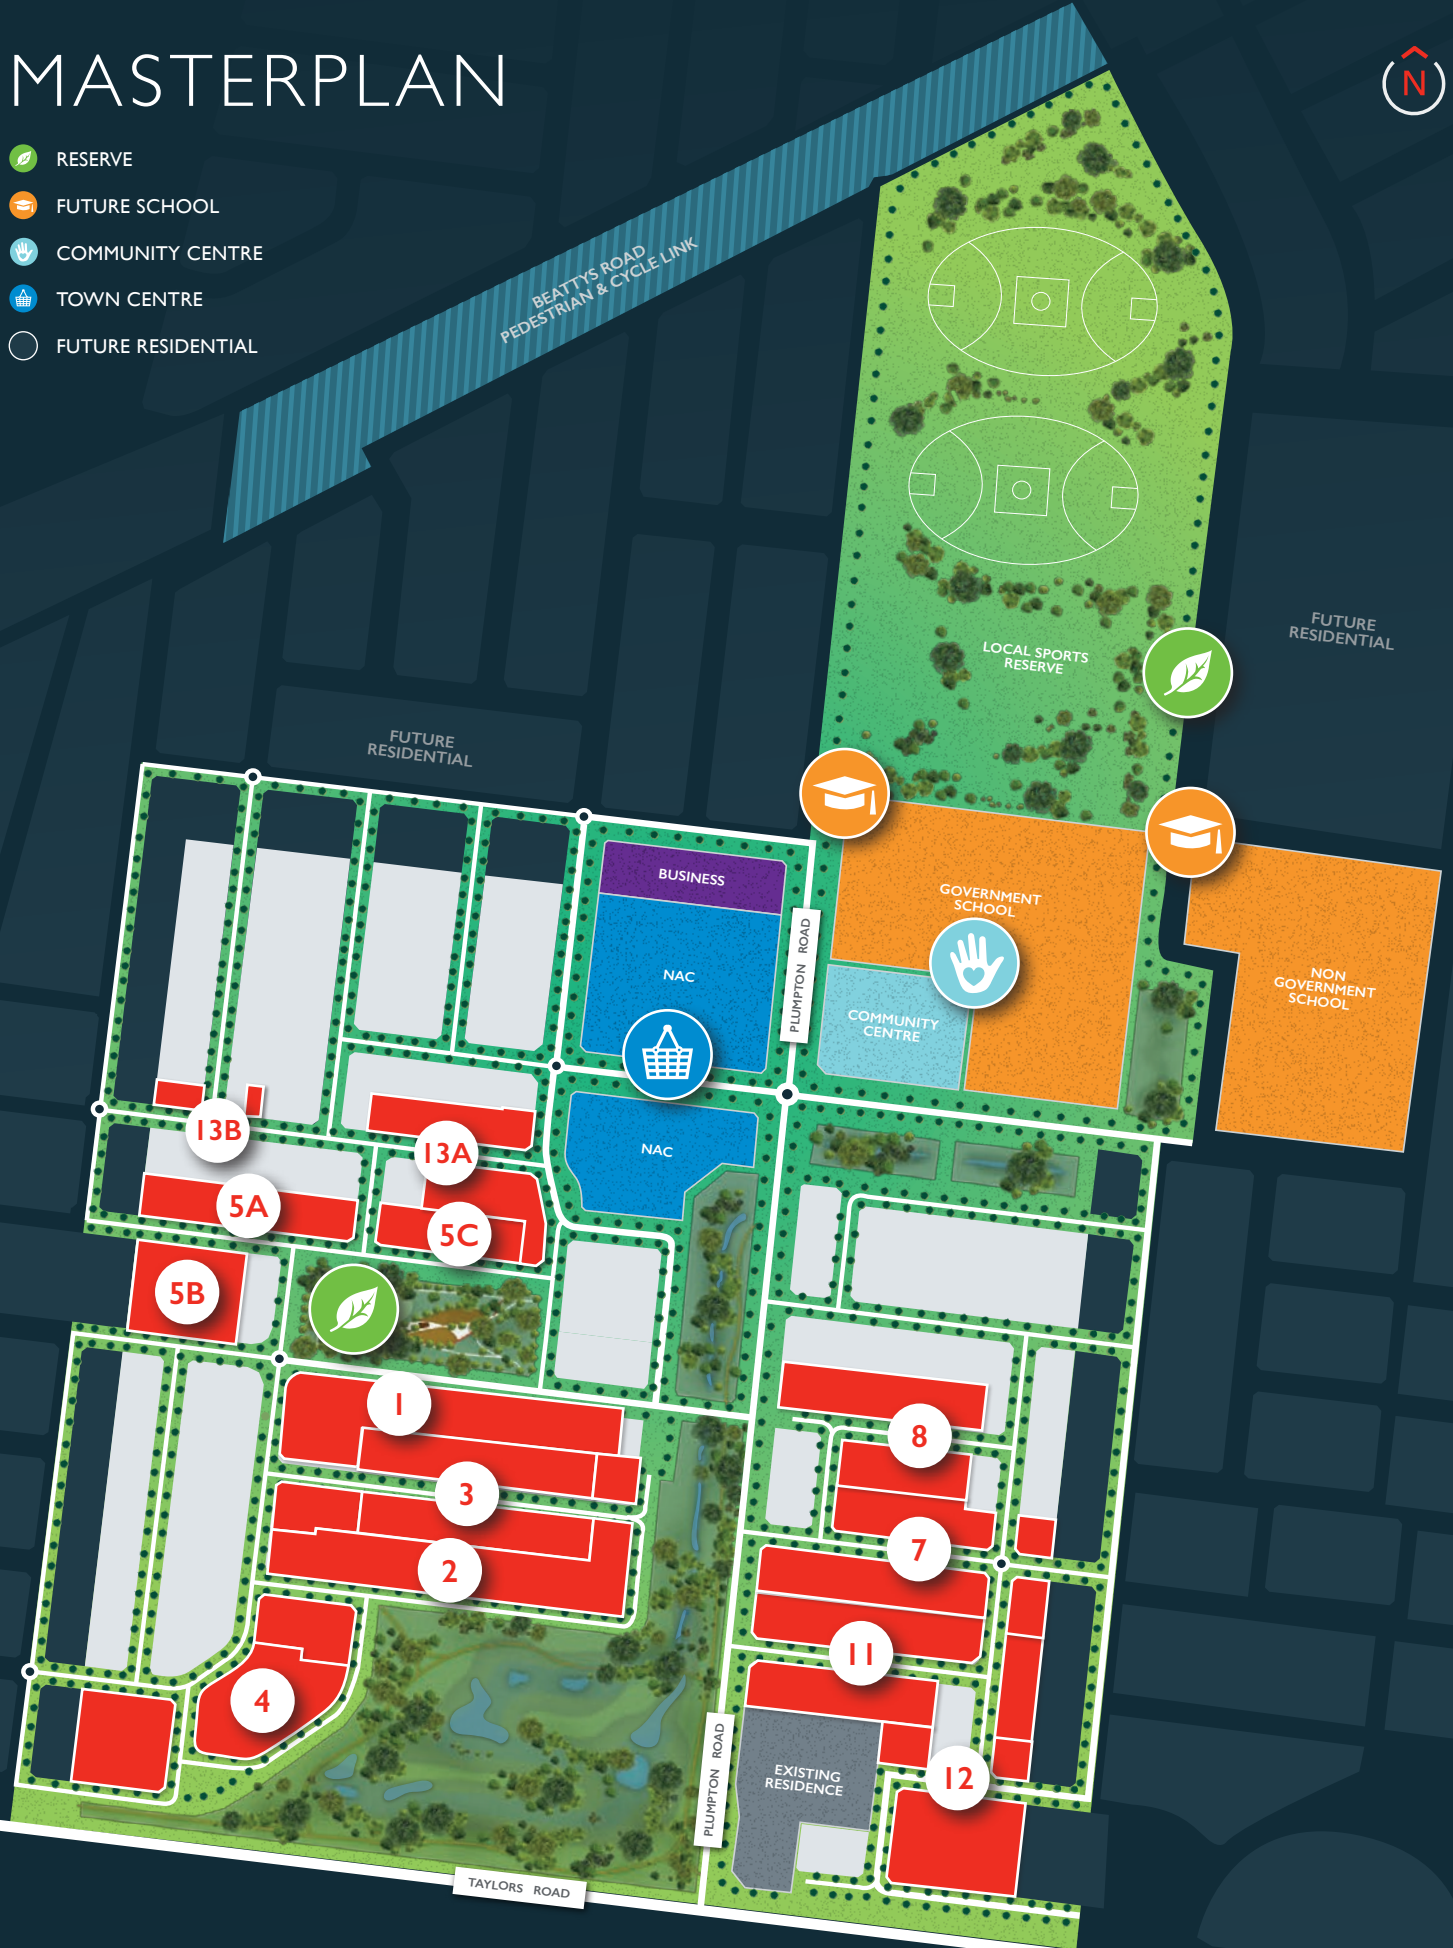 MASTERPLAN
N
RESERVE
FUTURE SCHOOL
COMMUNITY CENTRE
TOWN CENTRE
FUTURE RESIDENTIAL
BEATTYS ROAD
PEDESTRIAN & CYCLE LINK
FUTURE
RESIDENTIAL
LOCAL SPORTS
RESERVE
FUTURE
RESIDENTIAL
BUSINESS
GOVERNMENT
SCHOOL
NAC
PLUMPTON ROAD
NON
GOVERNMENT
SCHOOL
COMMUNITY
CENTRE
13B
13A
NAC
5A
5C
5B
1
8
3
7
2
11
4
PLUMPTON ROAD
EXISTING
RESIDENCE
12
TAYLORS ROAD